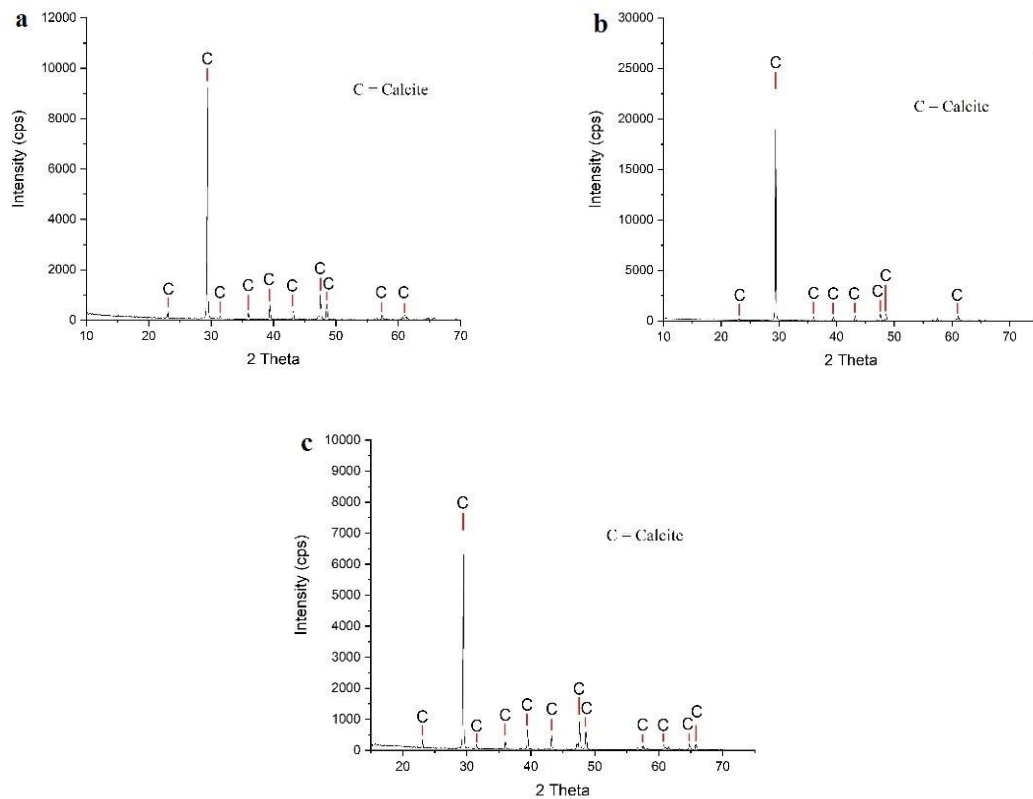 a
12000
10000
8000
6000
4000
2000
0
Intensity (cps)
C
C = Calcite
C
C
C
C
C
C
C
C
C
10
20
30
40
50
60
70
2 Theta
b
30000
25000
20000
15000
10000
5000
0
Intensity (cps)
C
C = Calcite
C
C
C
C
C
C
C
10
20
30
40
50
60
70
2 Theta
c
10000
9000
8000
7000
6000
5000
4000
3000
2000
1000
0
Intensity (cps)
C
C = Calcite
C
C
C
C
C
C
C
C
C
C
C
20
30
40
50
60
70
2 Theta